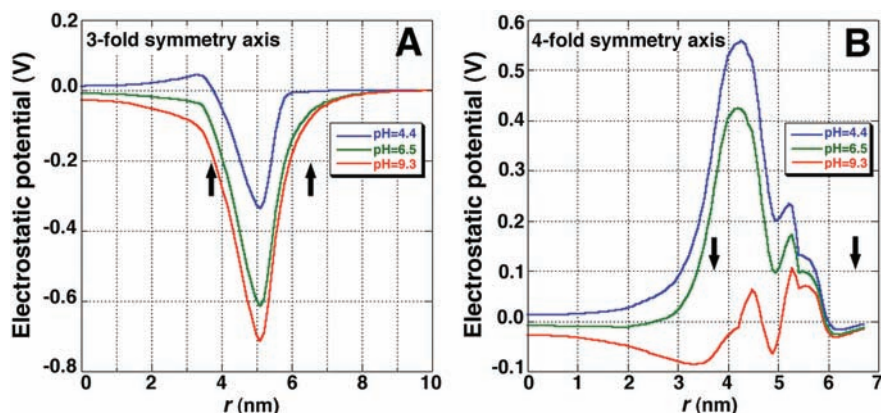 3-fold symmetry axis
A
Electrostatic potential (V)
0.2
0.0
-0.2
-0.4
-0.6
-0.8
pH=4.4
pH=6.5
pH=9.3
0
2
4
6
8
10
r (nm)
4-fold symmetry axis
B
Electrostatic potential (V)
0.6
0.5
0.4
0.3
0.2
0.1
0.0
-0.1
pH=4.4
pH=6.5
pH=9.3
0
1
2
3
4
5
6
7
r (nm)